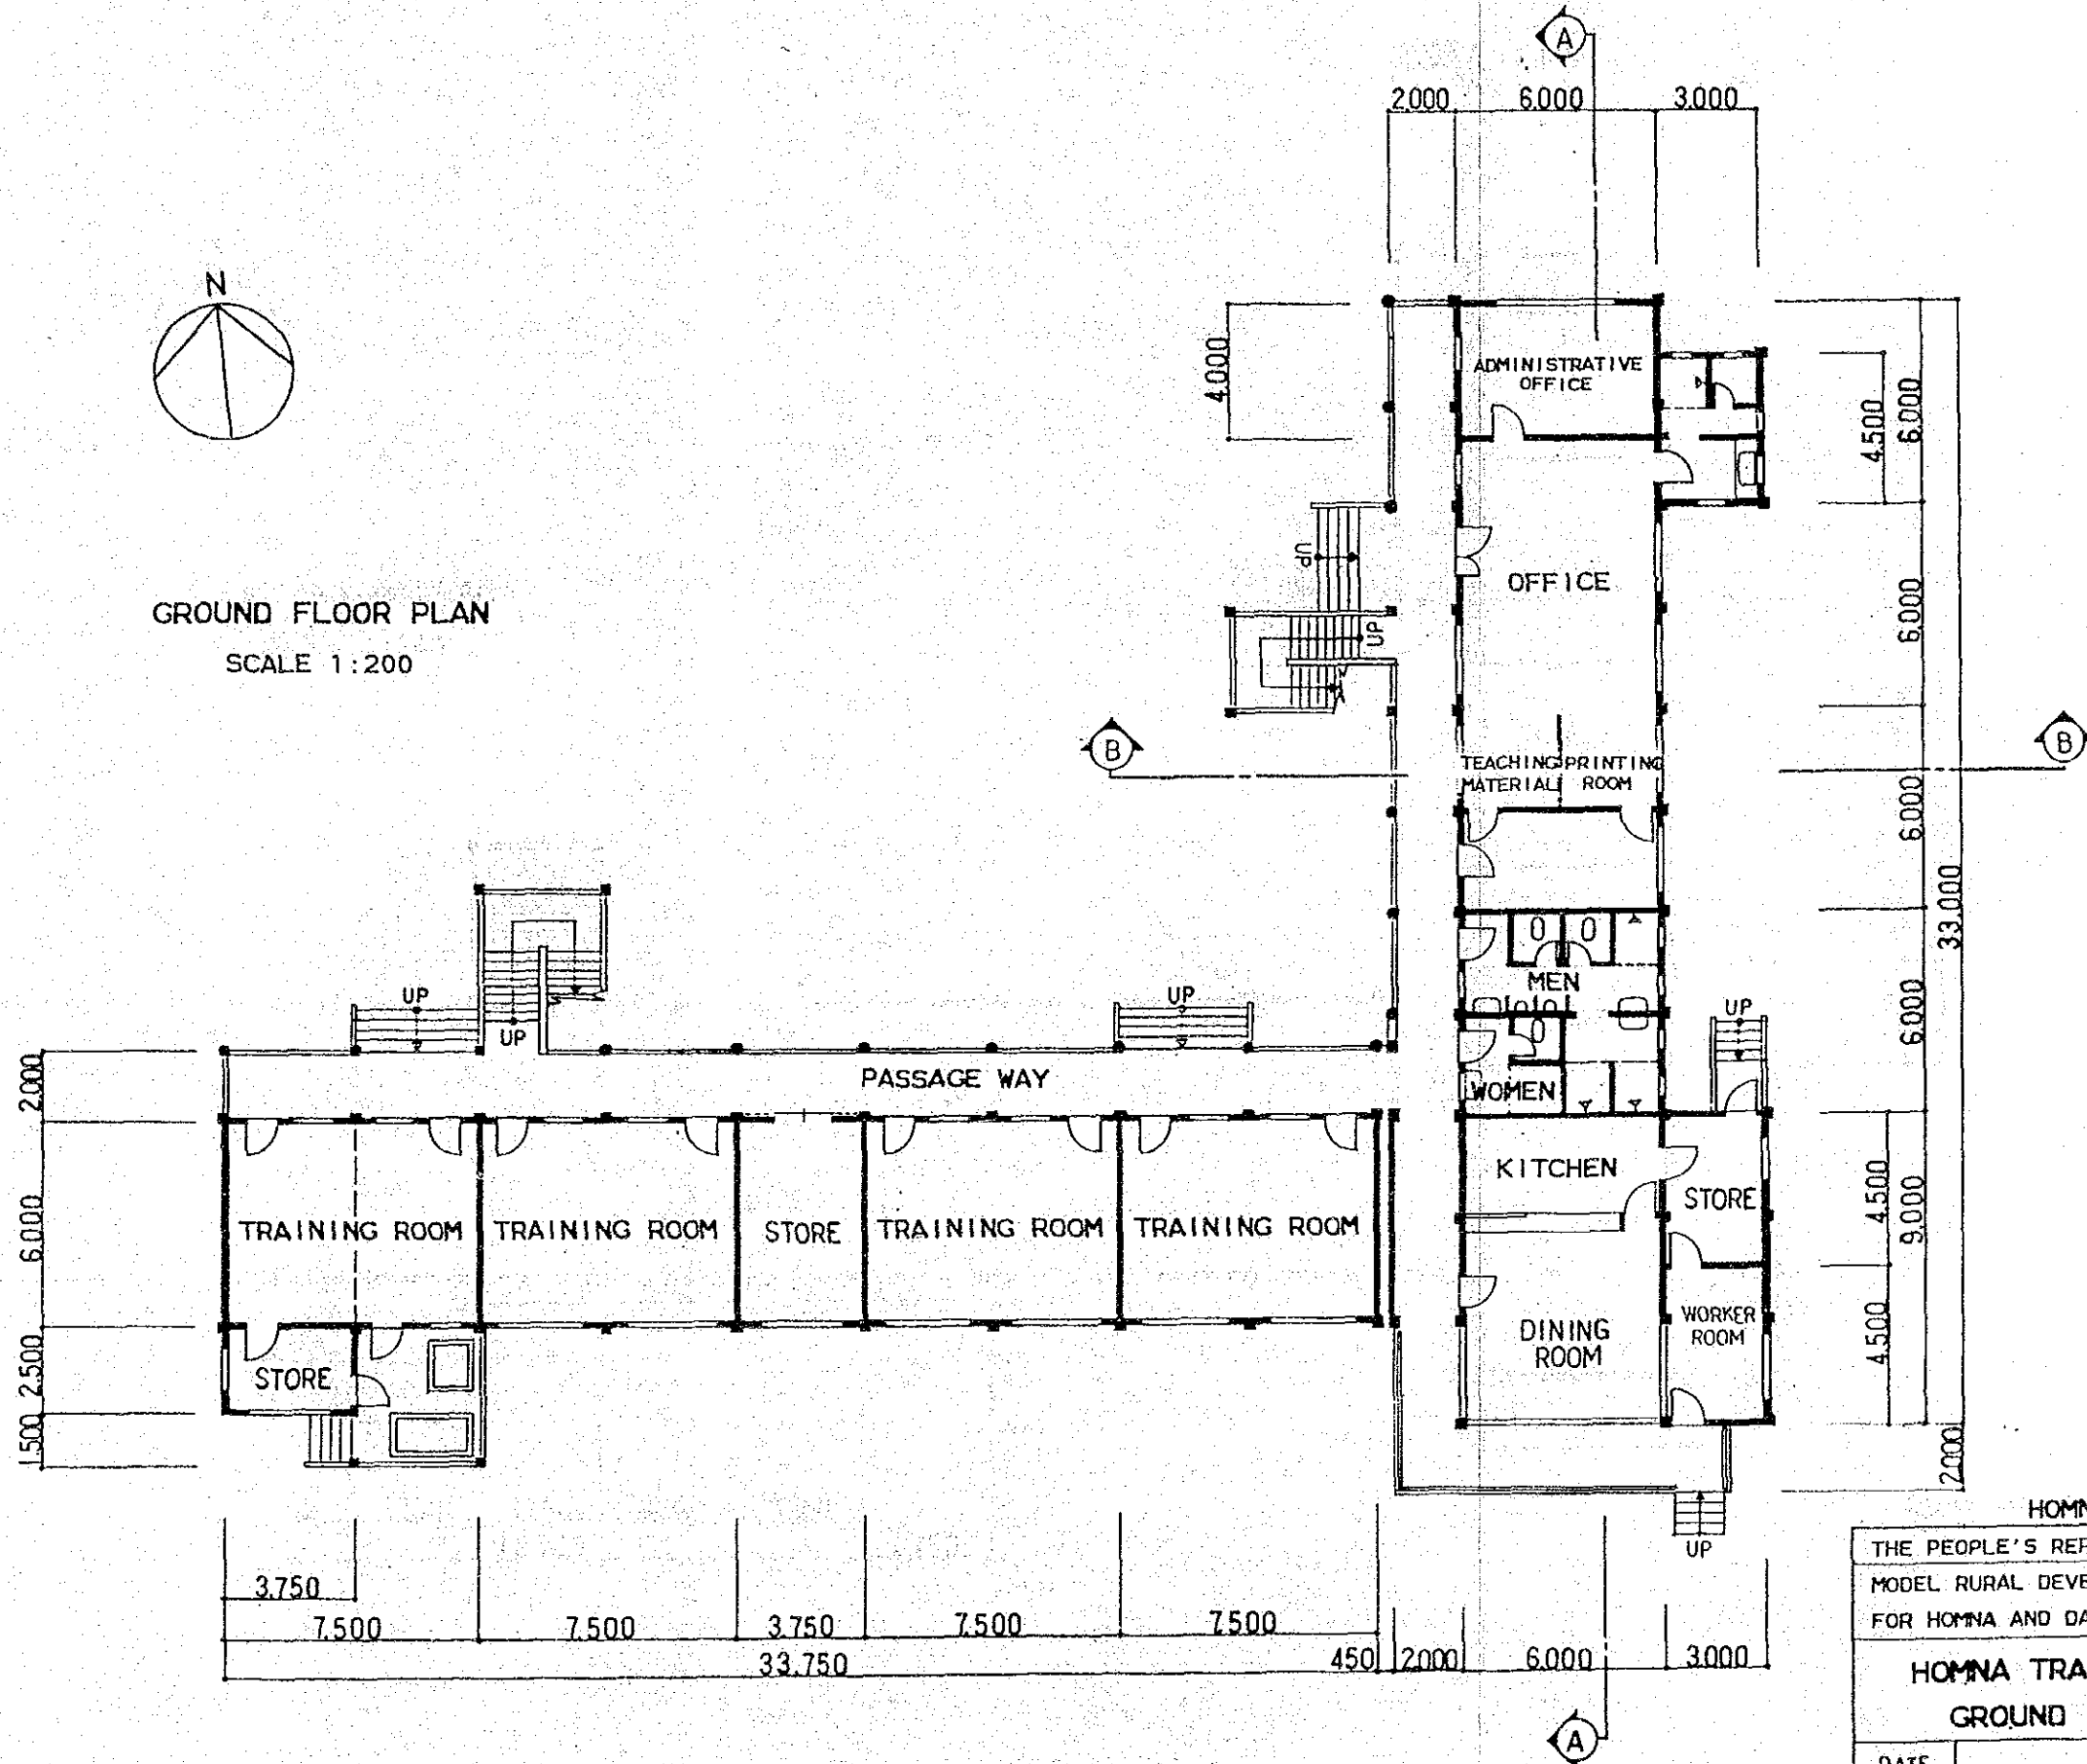 A
2.000 6.000 3.000
N
4.000
ADMINISTRATIVE
OFFICE
4.500
6.000
GROUND FLOOR PLAN
SCALE 1:200
UP
UP
OFFICE
6.000
B
B
TEACHING PRINTING
MATERIAL ROOM
6.000
33.000
UP
UP
UP
MEN
UP
6.000
2.000
PASSAGE WAY
WOMEN
KITCHEN
STORE
4.500
9.000
6.000
TRAINING ROOM
TRAINING ROOM
STORE
TRAINING ROOM
TRAINING ROOM
DINING
ROOM
WORKER
ROOM
4.500
2.500
STORE
1.500
2.000
UP
3.750
7.500 7.500 3.750 7.500 7.500
33.750 450 2.000 6.000 3.000
A
HOMN
THE PEOPLE'S REP
MODEL RURAL DEVE
FOR HOMNA AND DA
HOMNA TRA
GROUND
DATE